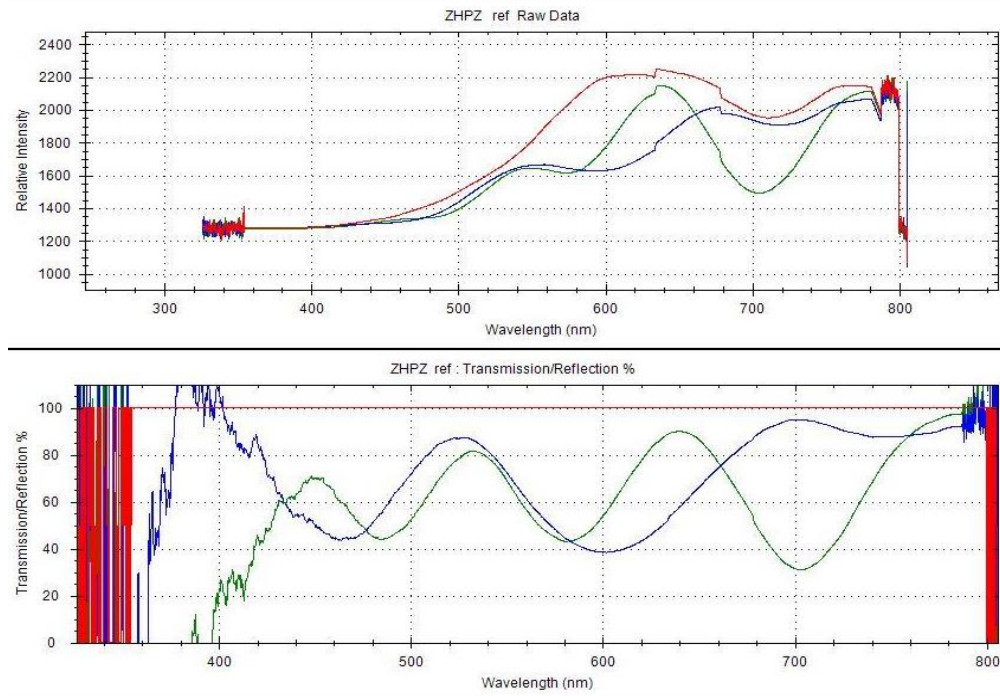 ZHPZ ref Raw Data
Relative Intensity
2400
2200
2000
1800
1600
1400
1200
1000
300 400 500 600 700 800
Wavelength (nm)
ZHPZ ref : Transmission/Reflection %
Transmission/Reflection %
100
80
60
40
20
0
400 500 600 700 800
Wavelength (nm)